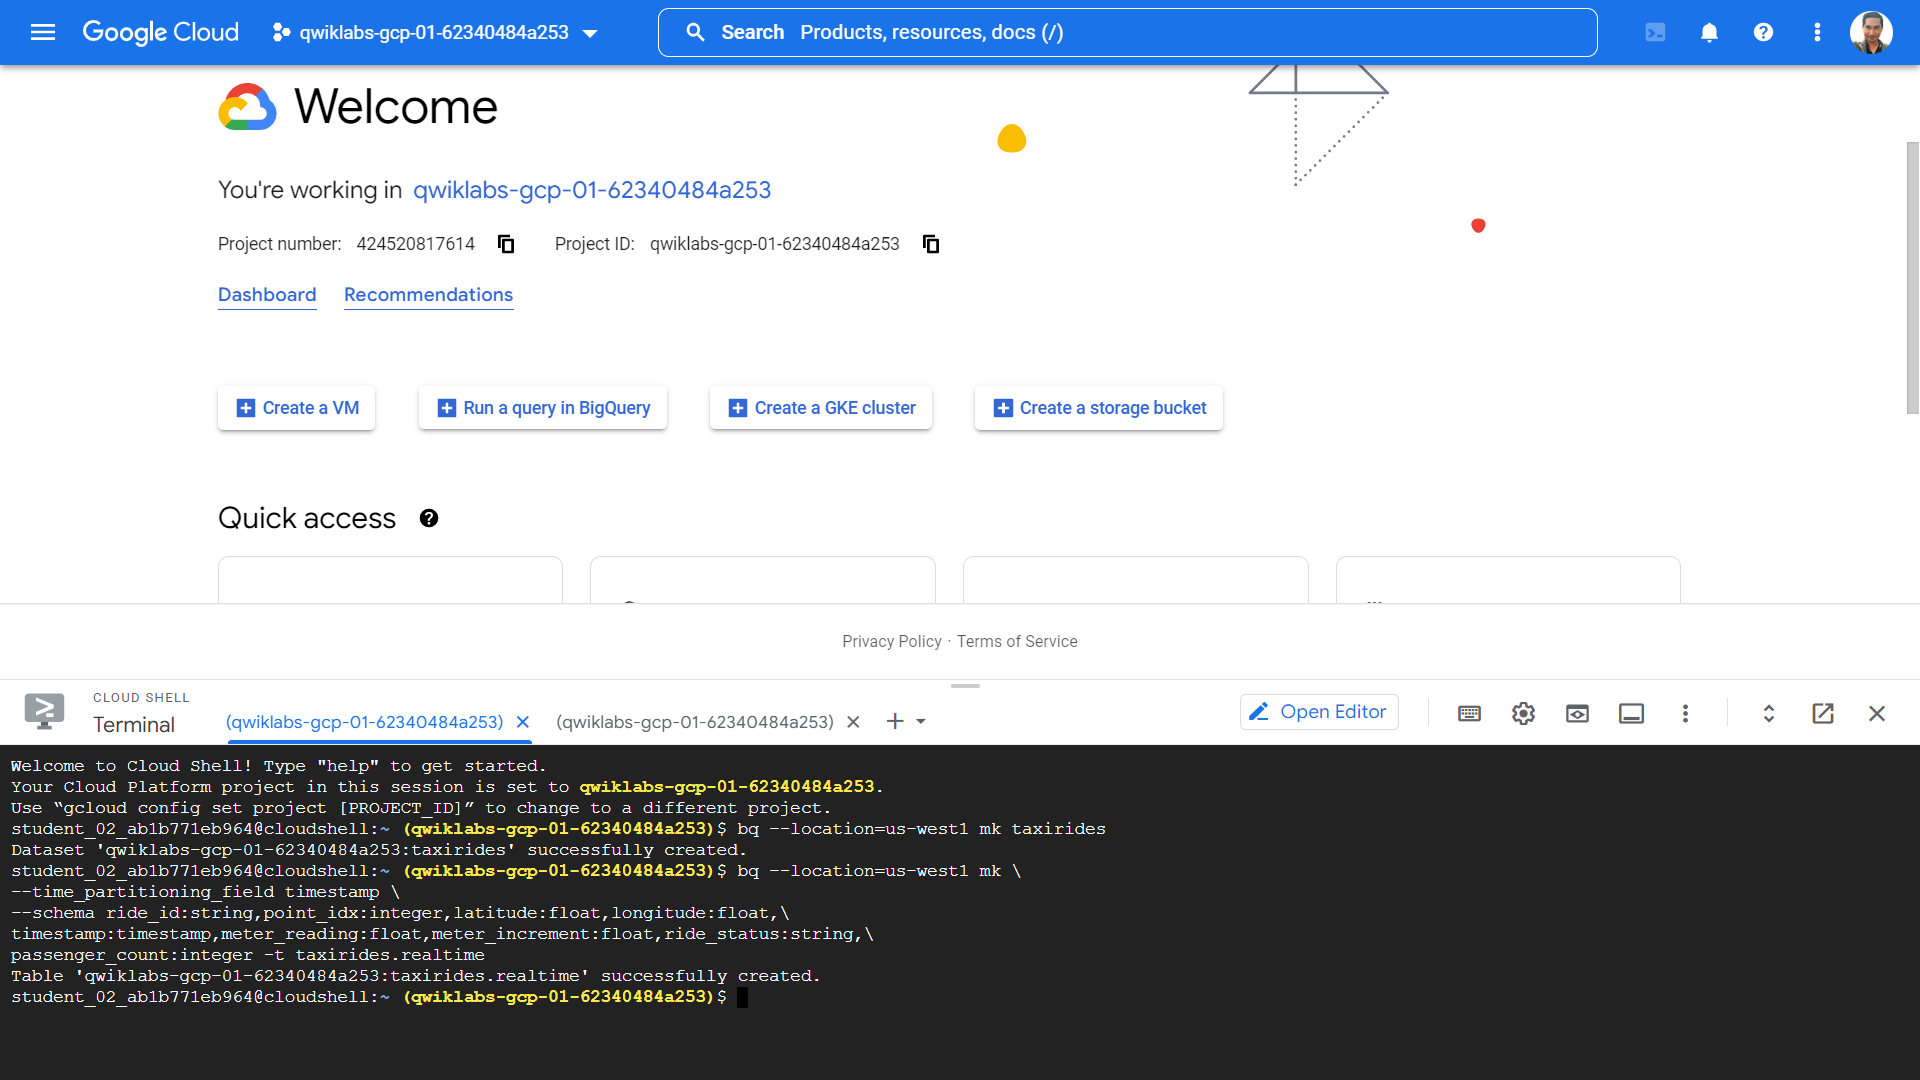 Google Cloud
qwiklabs-gcp-01-62340484a253
Search Products, resources, docs (/)
Welcome
You're working in qwiklabs-gcp-01-62340484a253
Project number: 424520817614
Project ID: qwiklabs-gcp-01-62340484a253
Dashboard
Recommendations
Create a VM
Run a query in BigQuery
Create a GKE cluster
Create a storage bucket
Quick access
Privacy Policy · Terms of Service
CLOUD SHELL
Terminal
(qwiklabs-gcp-01-62340484a253)
(qwiklabs-gcp-01-62340484a253)
Open Editor
Welcome to Cloud Shell! Type "help" to get started.
Your Cloud Platform project in this session is set to qwiklabs-gcp-01-62340484a253.
Use “gcloud config set project [PROJECT_ID]” to change to a different project.
student_02_ab1b771eb964@cloudshell:~ (qwiklabs-gcp-01-62340484a253)$ bq --location=us-west1 mk taxirides
Dataset 'qwiklabs-gcp-01-62340484a253:taxirides' successfully created.
student_02_ab1b771eb964@cloudshell:~ (qwiklabs-gcp-01-62340484a253)$ bq --location=us-west1 mk \
--time_partitioning_field timestamp \
--schema ride_id:string,point_idx:integer,latitude:float,longitude:float,\
timestamp:timestamp,meter_reading:float,meter_increment:float,ride_status:string,\
passenger_count:integer -t taxirides.realtime
Table 'qwiklabs-gcp-01-62340484a253:taxirides.realtime' successfully created.
student_02_ab1b771eb964@cloudshell:~ (qwiklabs-gcp-01-62340484a253)$